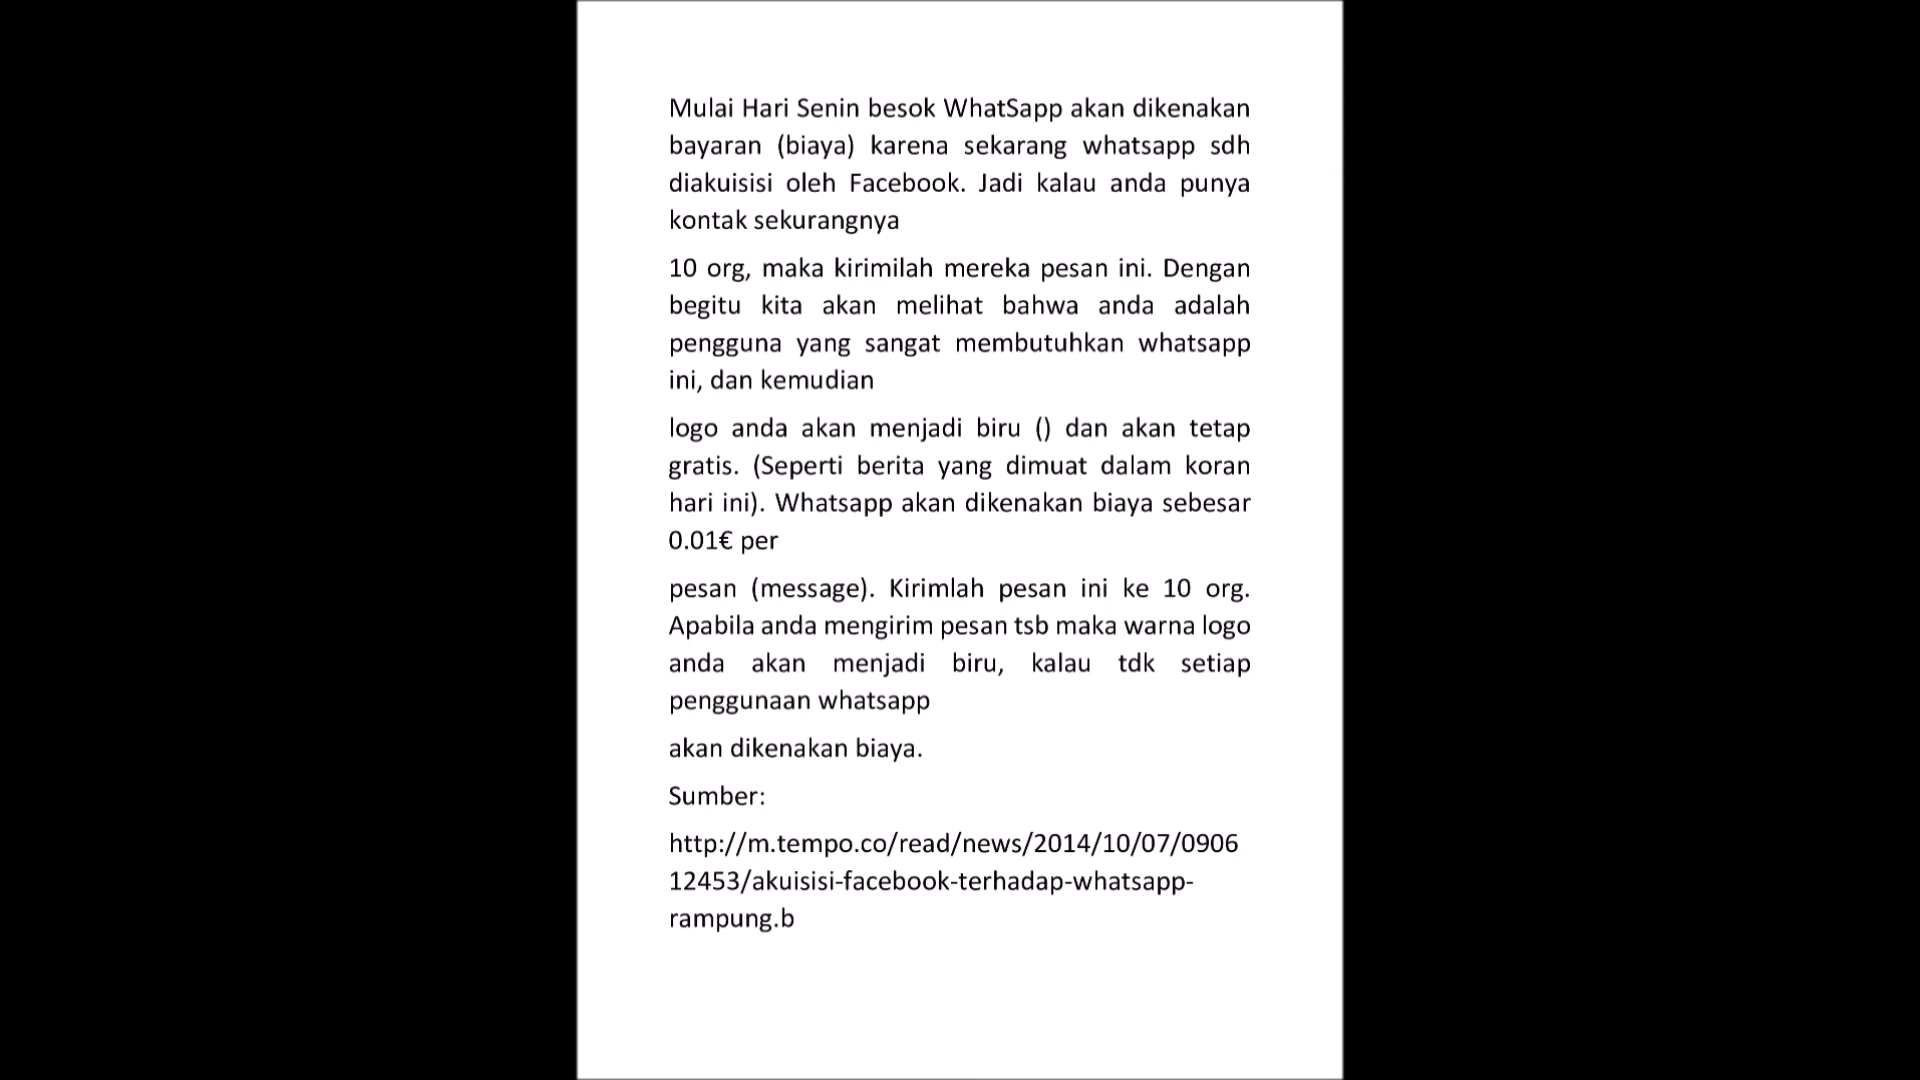 Mulai Hari Senin besok WhatSapp akan dikenakan
bayaran (biaya) karena sekarang whatsapp sdh
diakuisisi oleh Facebook. Jadi kalau anda punya
kontak sekurangnya
10 org, maka kirimilah mereka pesan ini. Dengan
begitu kita akan melihat bahwa anda adalah
pengguna yang sangat membutuhkan whatsapp
ini, dan kemudian
logo anda akan menjadi biru () dan akan tetap
gratis. (Seperti berita yang dimuat dalam koran
hari ini). Whatsapp akan dikenakan biaya sebesar
0.01€ per
pesan (message). Kirimlah pesan ini ke 10 org.
Apabila anda mengirim pesan tsb maka warna logo
anda akan menjadi biru, kalau tdk setiap
penggunaan whatsapp
akan dikenakan biaya.
Sumber:
http://m.tempo.co/read/news/2014/10/07/0906
12453/akuisisi-facebook-terhadap-whatsapp-
rampung.b